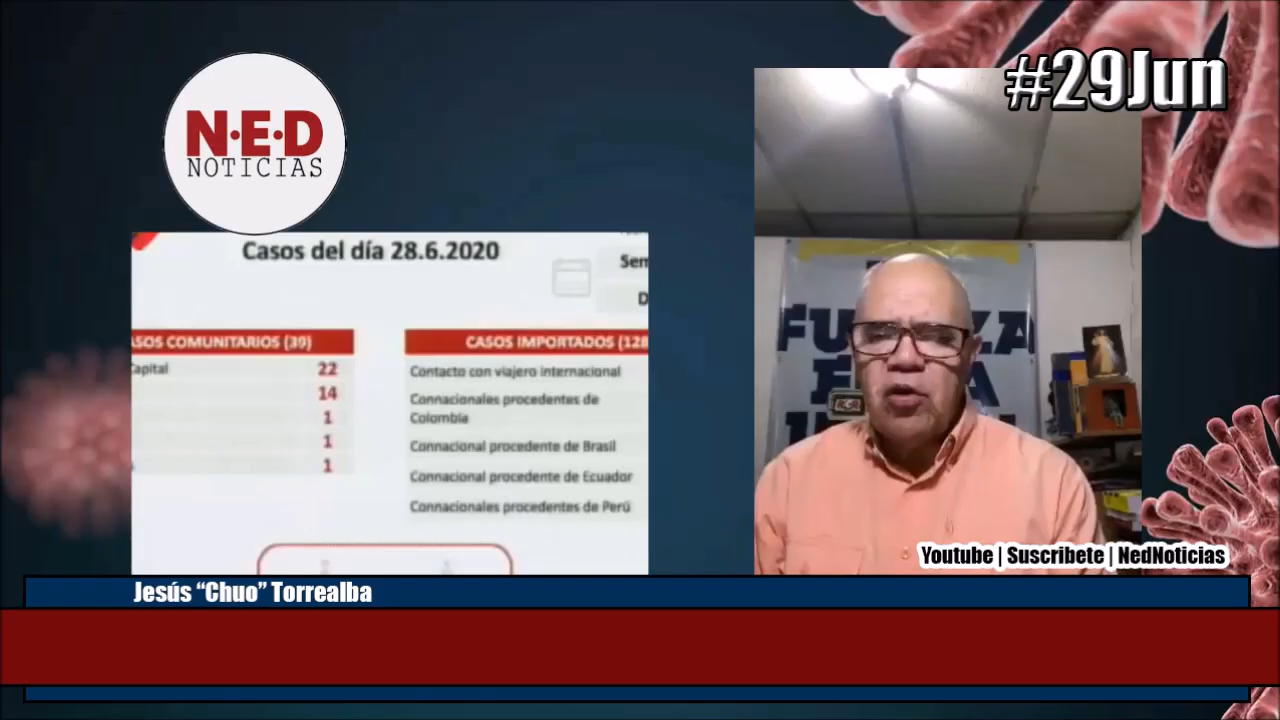 #29Jun
N·E·D
NOTICIAS
Casos del día 28.6.2020
Sem
D
ASOS COMUNITARIOS (39)
CASOS IMPORTADOS (128
Capital
22
14
1
1
1
Contacto con viajero internacional
Connacionales procedentes de
Colombia
Connacional procedente de Brasil
Connacional procedente de Ecuador
Connacionales procedentes de Perú
Youtube | Suscribete | NedNoticias
Jesús “Chuo” Torrealba